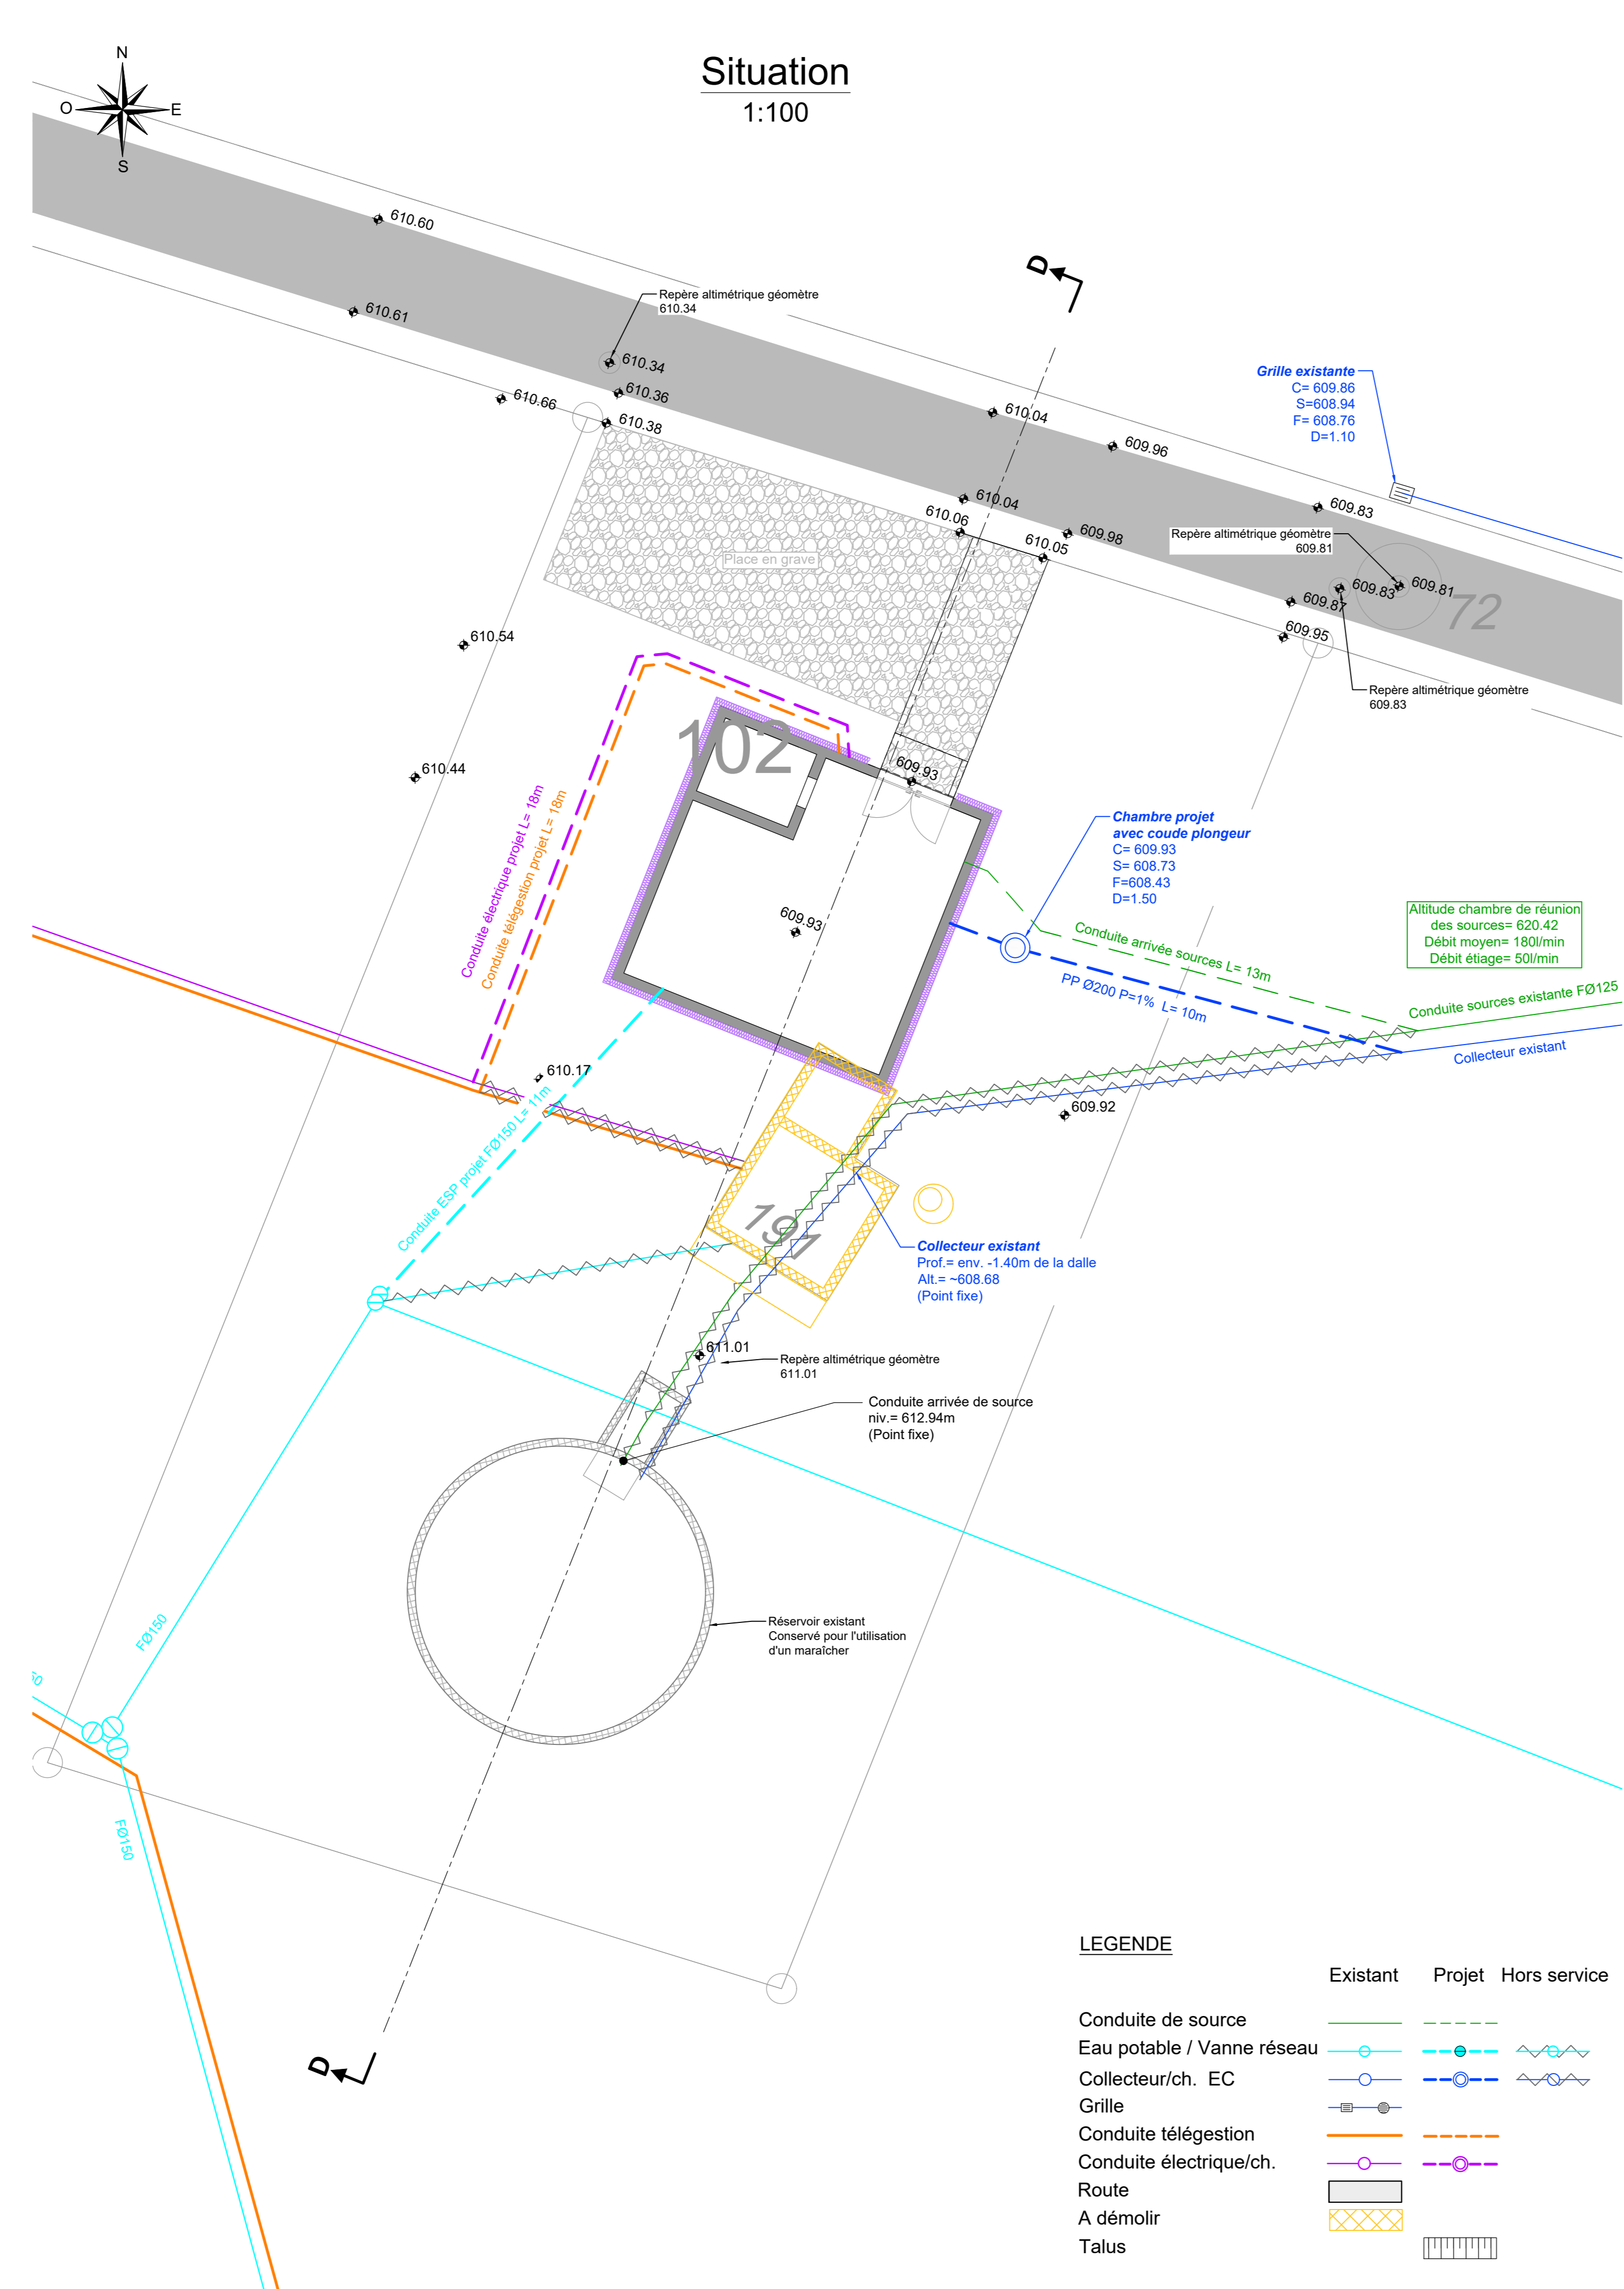 Situation
1:100
N
O
E
S
610.60
D
Repère altimétrique géomètre
610.34
610.61
610.34
610.36
610.66
610.38
610.04
609.96
Grille existante
C= 609.86
S=608.94
F= 608.76
D=1.10
610.04
610.06
609.98
610.05
609.83
Repère altimétrique géomètre
609.81
Place en grave
609.83
609.81
609.87
72
609.95
610.54
Repère altimétrique géomètre
609.83
102
610.44
609.93
Conduite électrique projet L= 18m
Conduite télégestion projet L= 18m
Chambre projet
avec coude plongeur
C= 609.93
S= 608.73
F=608.43
D=1.50
609.93
Altitude chambre de réunion
des sources= 620.42
Débit moyen= 180l/min
Débit étiage= 50l/min
Conduite arrivée sources L= 13m
PP Ø200 P=1% L= 10m
Conduite sources existante FØ125
Collecteur existant
610.17
609.92
Conduite ESP projet FØ150 L= 11m
191
Collecteur existant
Prof.= env. -1.40m de la dalle
Alt.= ~608.68
(Point fixe)
611.01
Repère altimétrique géomètre
611.01
Conduite arrivée de source
niv.= 612.94m
(Point fixe)
Réservoir existant
Conservé pour l'utilisation
d'un maraîcher
FØ150
FØ150
D
LEGENDE
Existant Projet Hors service
Conduite de source
Eau potable / Vanne réseau
Collecteur/ch. EC
Grille
Conduite télégestion
Conduite électrique/ch.
Route
A démolir
Talus